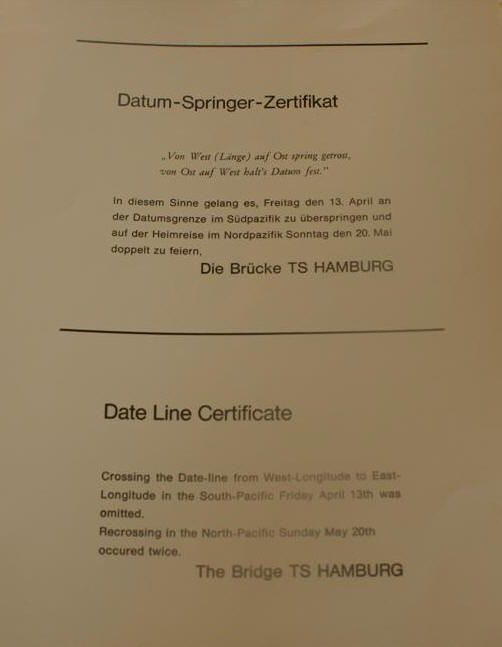 Datum-Springer-Zertifikat
„Von West (Länge) auf Ost spring getrost,
von Ost auf West halt's Datum fest."
In diesem Sinne gelang es, Freitag den 13. April an
der Datumsgrenze im Südpazifik zu überspringen und
auf der Heimreise im Nordpazifik Sonntag den 20. Mai
doppelt zu feiern.
Die Brücke TS HAMBURG
Date Line Certificate
Crossing the Date-line from West-Longitude to East-
Longitude in the South-Pacific Friday April 13th was
omitted.
Recrossing in the North-Pacific Sunday May 20th
occured twice.
The Bridge TS HAMBURG